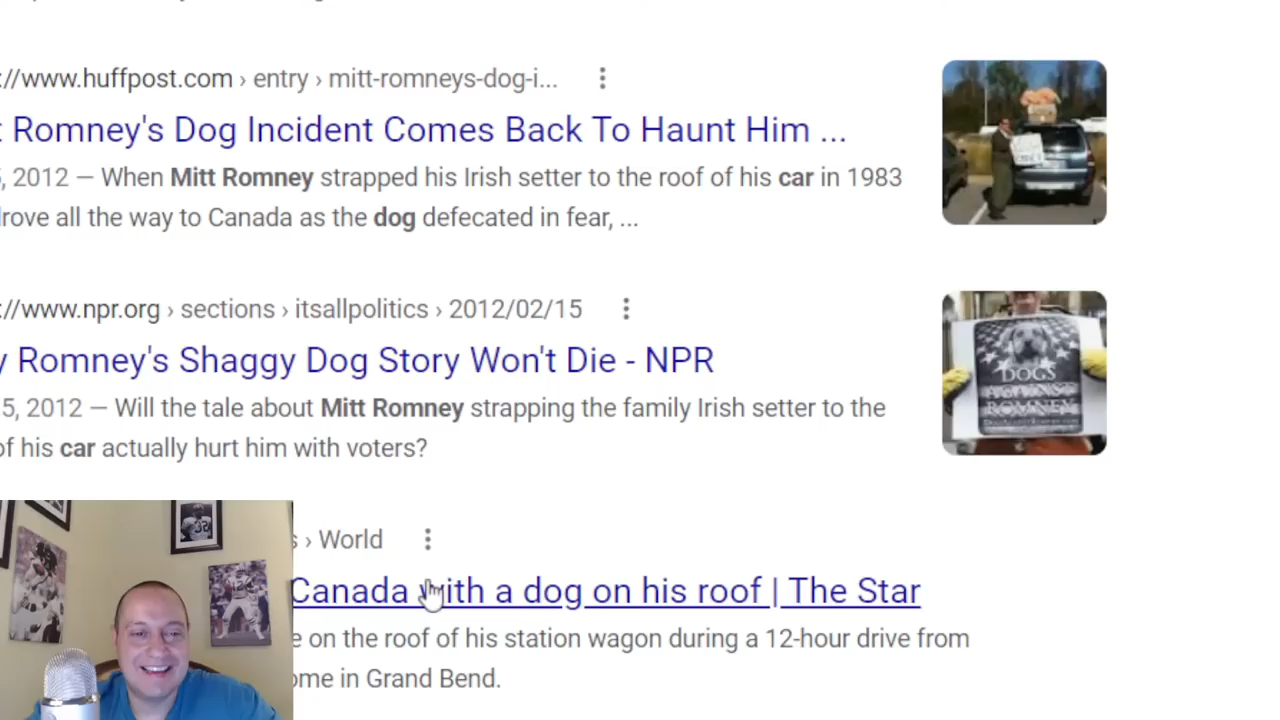 ://www.huffpost.com › entry › mitt-romneys-dog-i...
Romney's Dog Incident Comes Back To Haunt Him ...
, 2012 — When Mitt Romney strapped his Irish setter to the roof of his car in 1983
drove all the way to Canada as the dog defecated in fear, ...
://www.npr.org › sections › itsallpolitics › 2012/02/15
y Romney's Shaggy Dog Story Won't Die - NPR
5, 2012 — Will the tale about Mitt Romney strapping the family Irish setter to the
of his car actually hurt him with voters?
DOGS
AGAINST
ROMNEY
s › World
Canada with a dog on his roof | The Star
e on the roof of his station wagon during a 12-hour drive from
ome in Grand Bend.
32
12